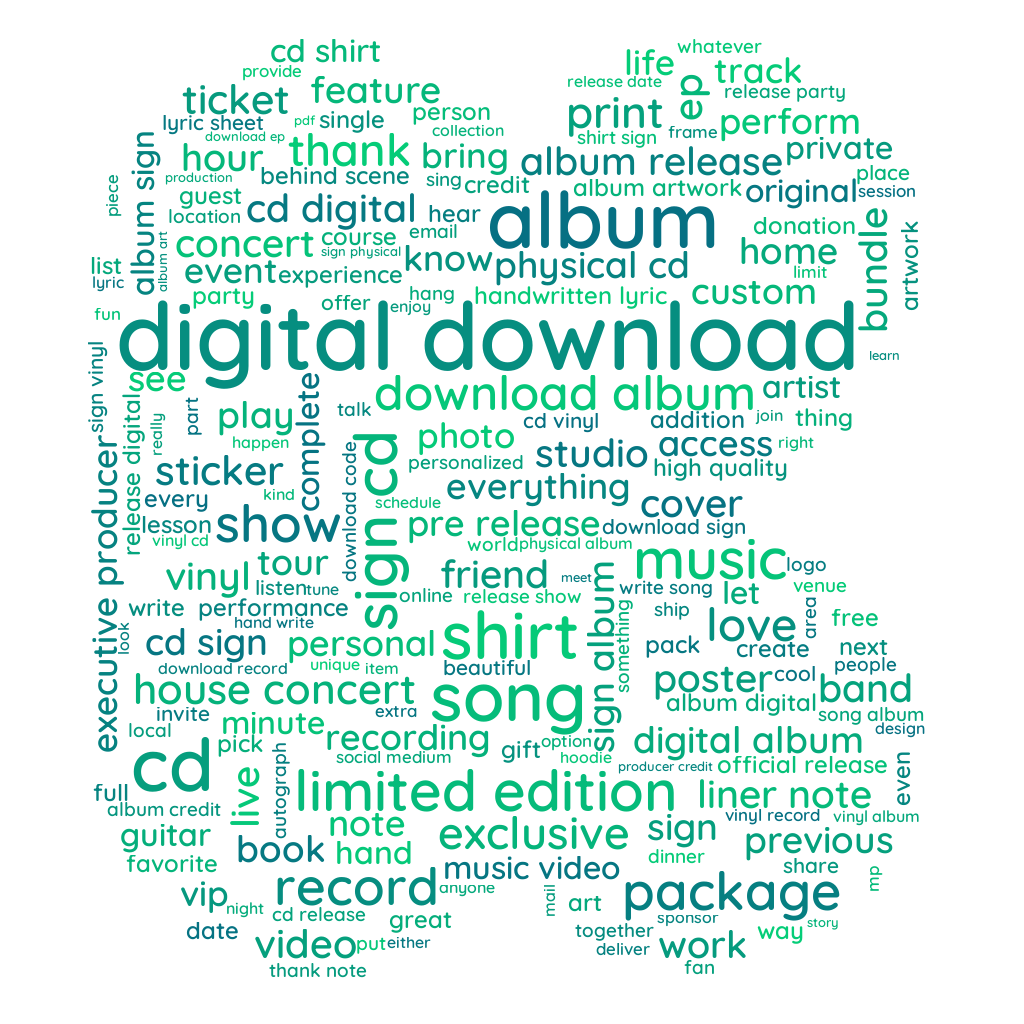 cd shirt
whatever
provide
life
track
release date
ticket
feature
ep
release party
print
person
lyric sheet
pdf
single
collection
shirt sign
frame
perform
download ep
album sign
hour
thank
bring
album release
private
behind scene
production
sing
credit
album artwork
original
place
session
piece
guest
cd digital
hear
album
donation
bundle
artwork
location
email
concert
course
sign physical
know
physical cd
home
list
album art
event
experience
limit
lyric
party
offer
hang
enjoy
handwritten lyric
custom
fun
digital download
sign vinyl
learn
see
complete
download album
artist
play
talk
cd vinyl
addition
join
thing
release digital
really
part
happen
sign cd
photo
studio
access
right
executive producer
sticker
download code
personalized
high quality
every
kind
everything
schedule
cover
lesson
show
pre release
download sign
vinyl cd
world
physical album
music
logo
vinyl
tour
friend
meet
listen
tune
online
release show
sign album
write song
let
venue
area
write
performance
ship
free
hand write
love
look
cd sign
personal
shirt
something
pack
create
next
download record
unique
item
beautiful
poster
cool
people
house concert
song
band
invite
extra
album digital
song album
local
minute
design
pick
recording
gift
option
digital album
cd
social medium
hoodie
producer credit
official release
even
full
live
autograph
limited edition
liner note
album credit
vinyl record
vinyl album
guitar
note
exclusive
sign
previous
favorite
book
hand
music video
dinner
share
mp
vip
record
anyone
mail
package
night
cd release
great
art
sponsor
story
date
video
put
either
together
deliver
work
way
thank note
fan